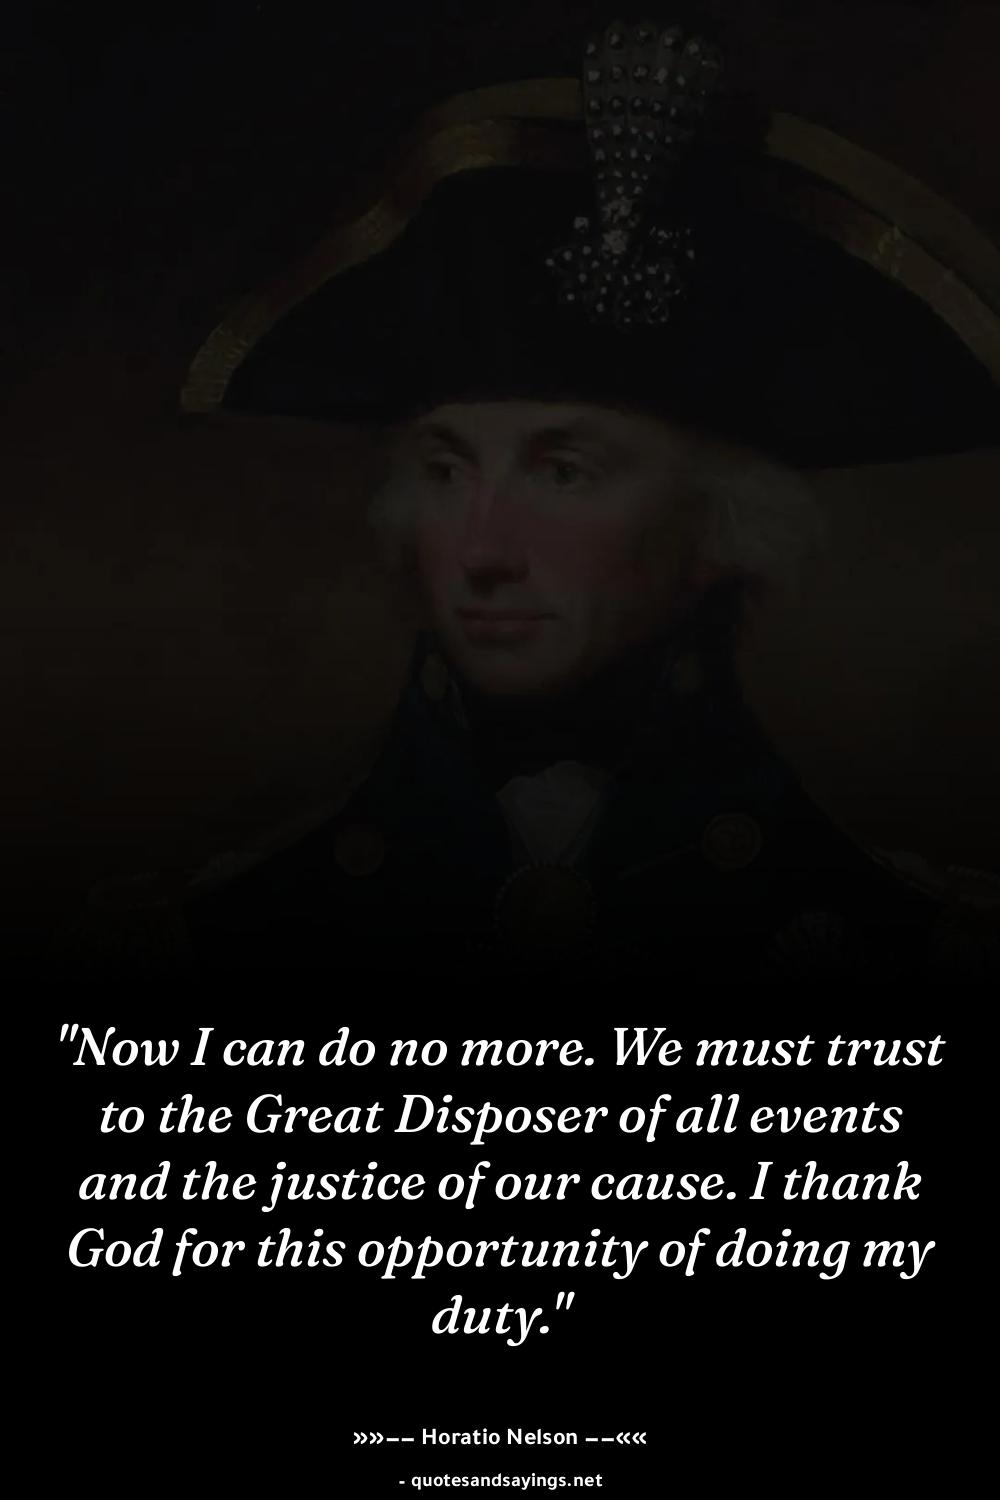 "Now I can do no more. We must trust
to the Great Disposer of all events
and the justice of our cause. I thank
God for this opportunity of doing my
duty."
»»−− Horatio Nelson −−««
- quotesandsayings.net